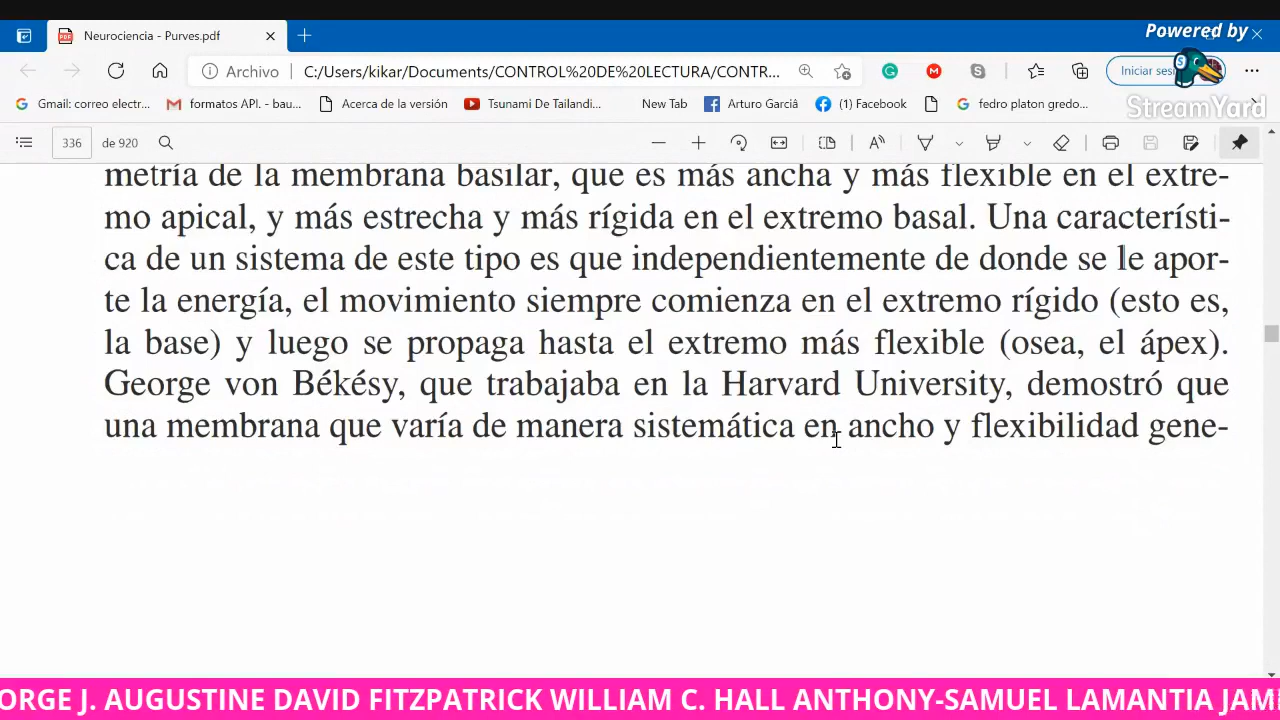 Powered by
Neurociencia - Purves.pdf
Archivo
C:/Users/kikar/Documents/CONTROL%20DE%20LECTURA/CONTR...
StreamYard
Gmail: correo electr...
formatos API. - bau...
Acerca de la versión
Tsunami De Tailandi...
New Tab
Arturo Garciâ
(1) Facebook
fedro platon gredo...
336
de 920
metría de la membrana basilar, que es más ancha y más flexible en el extre-
mo apical, y más estrecha y más rígida en el extremo basal. Una característi-
ca de un sistema de este tipo es que independientemente de donde se le apor-
te la energía, el movimiento siempre comienza en el extremo rígido (esto es,
la base) y luego se propaga hasta el extremo más flexible (osea, el ápex).
George von Békésy, que trabajaba en la Harvard University, demostró que
una membrana que varía de manera sistemática en ancho y flexibilidad gene-
ORGE J. AUGUSTINE DAVID FITZPATRICK WILLIAM C. HALL ANTHONY-SAMUEL LAMANTIA JAM